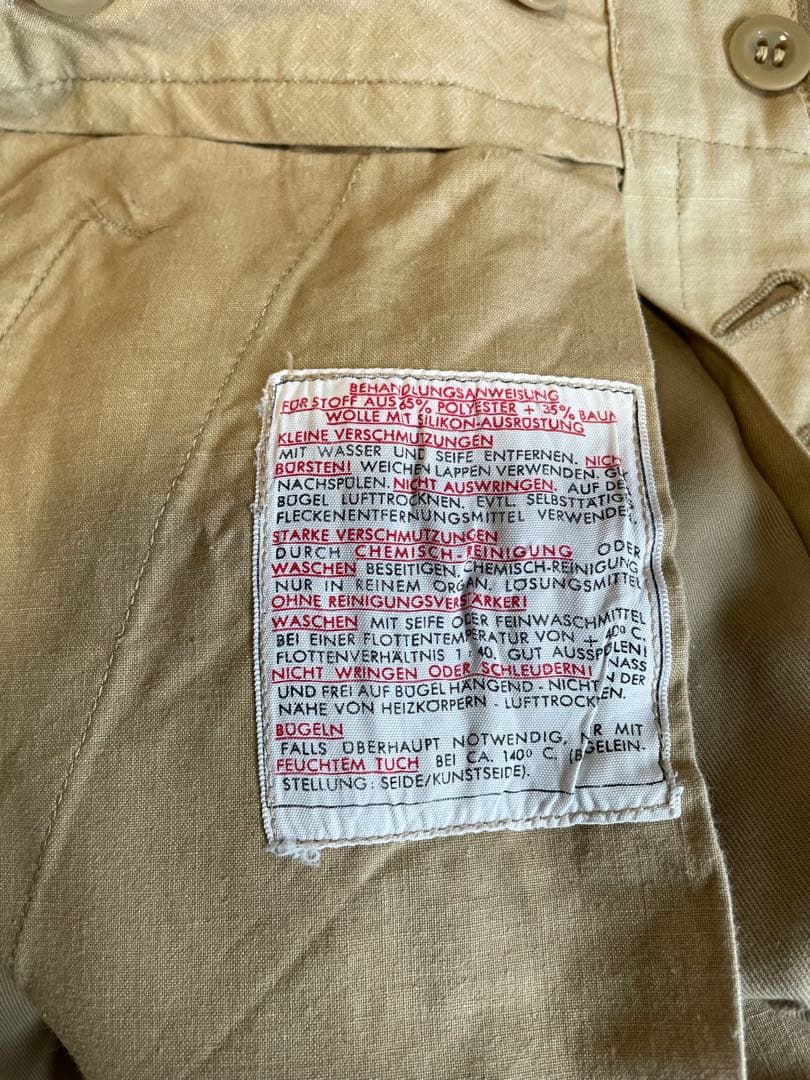 BEHANDLUNGSANWEISUNG
FÜR STOFF AUS 65% POLYESTER + 35% BAUM
WOLLE MIT SILIKON-AUSRÜSTUNG
KLEINE VERSCHMUTZUNGEN
MIT WASSER UND SEIFE ENTFERNEN. NICH
BÜRSTEN! WEICHEN LAPPEN VERWENDEN. GU
NACHSPÜLEN. NICHT AUSWRINGEN. AUF DE
BÜGEL LUFTTROCKNEN. EVTL. SELBSTTÄTIG
FLECKENENTFERNUNGSMITTEL VERWENDEN.
STARKE VERSCHMUTZUNGEN
DURCH CHEMISCH-REINIGUNG ODER
WASCHEN BESEITIGEN. CHEMISCH-REINIGUNG
NUR IN REINEM ORGAN. LÖSUNGSMITTEL
OHNE REINIGUNGSVERSTÄRKER!
WASCHEN MIT SEIFE ODER FEINWASCHMITTEL
BEI EINER FLOTTENTEMPERATUR VON + 40° C.
FLOTTENVERHÄLTNIS 1:40. GUT AUSSPÜLEN!
NICHT WRINGEN ODER SCHLEUDERN! NASS
UND FREI AUF BÜGEL HÄNGEND - NICHT IN DER
NÄHE VON HEIZKÖRPERN - LUFTTROCKNEN.
BÜGELN
FALLS ÜBERHAUPT NOTWENDIG, NUR MIT
FEUCHTEM TUCH BEI CA. 140° C. (BÜGELEIN-
STELLUNG: SEIDE/KUNSTSEIDE).